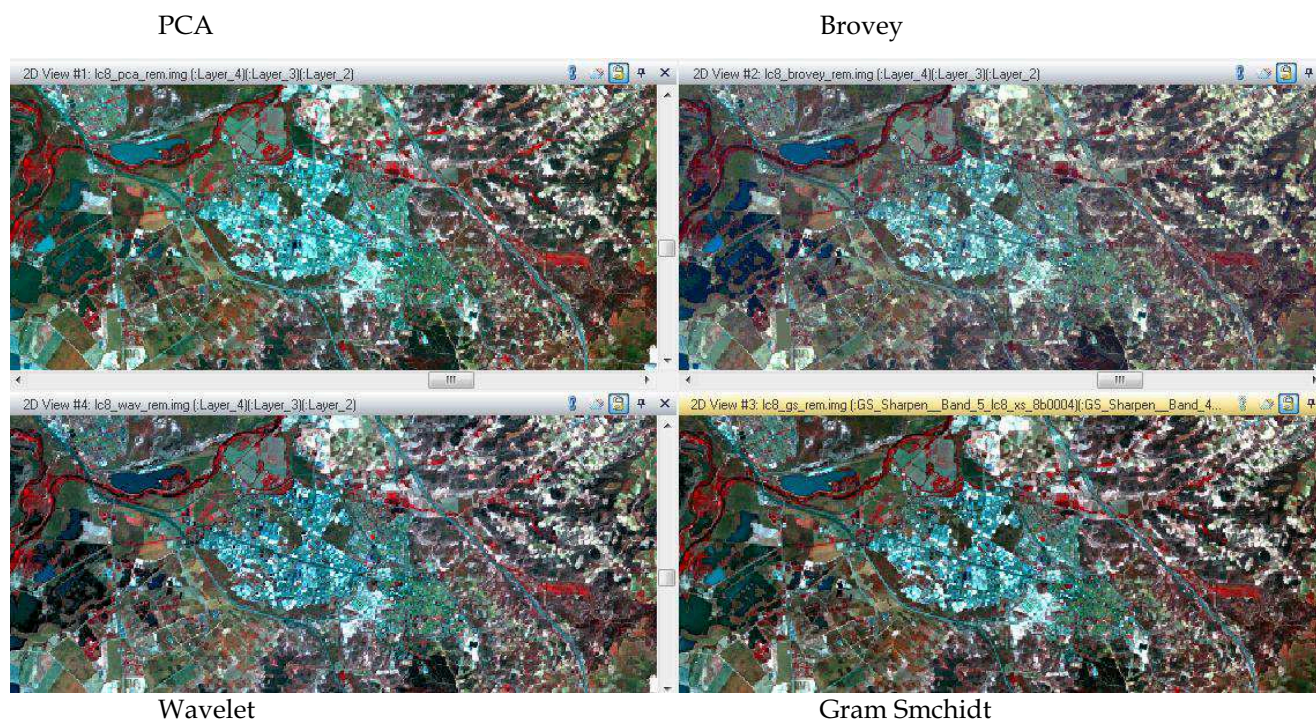 PCA
Brovey
2D View #1: lc8_pca_rem.img (:Layer_4)(:Layer_3)(:Layer_2)
2D View #2: lc8_brovey_rem.img (:Layer_4)(:Layer_3)(:Layer_2)
2D View #4: lc8_wav_rem.img (:Layer_4)(:Layer_3)(:Layer_2)
2D View #3: lc8_gs_rem.img (:GS_Sharpen__Band_5_lc8_xs_8b0004)(:GS_Sharpen__Band_4...
Wavelet
Gram Smchidt